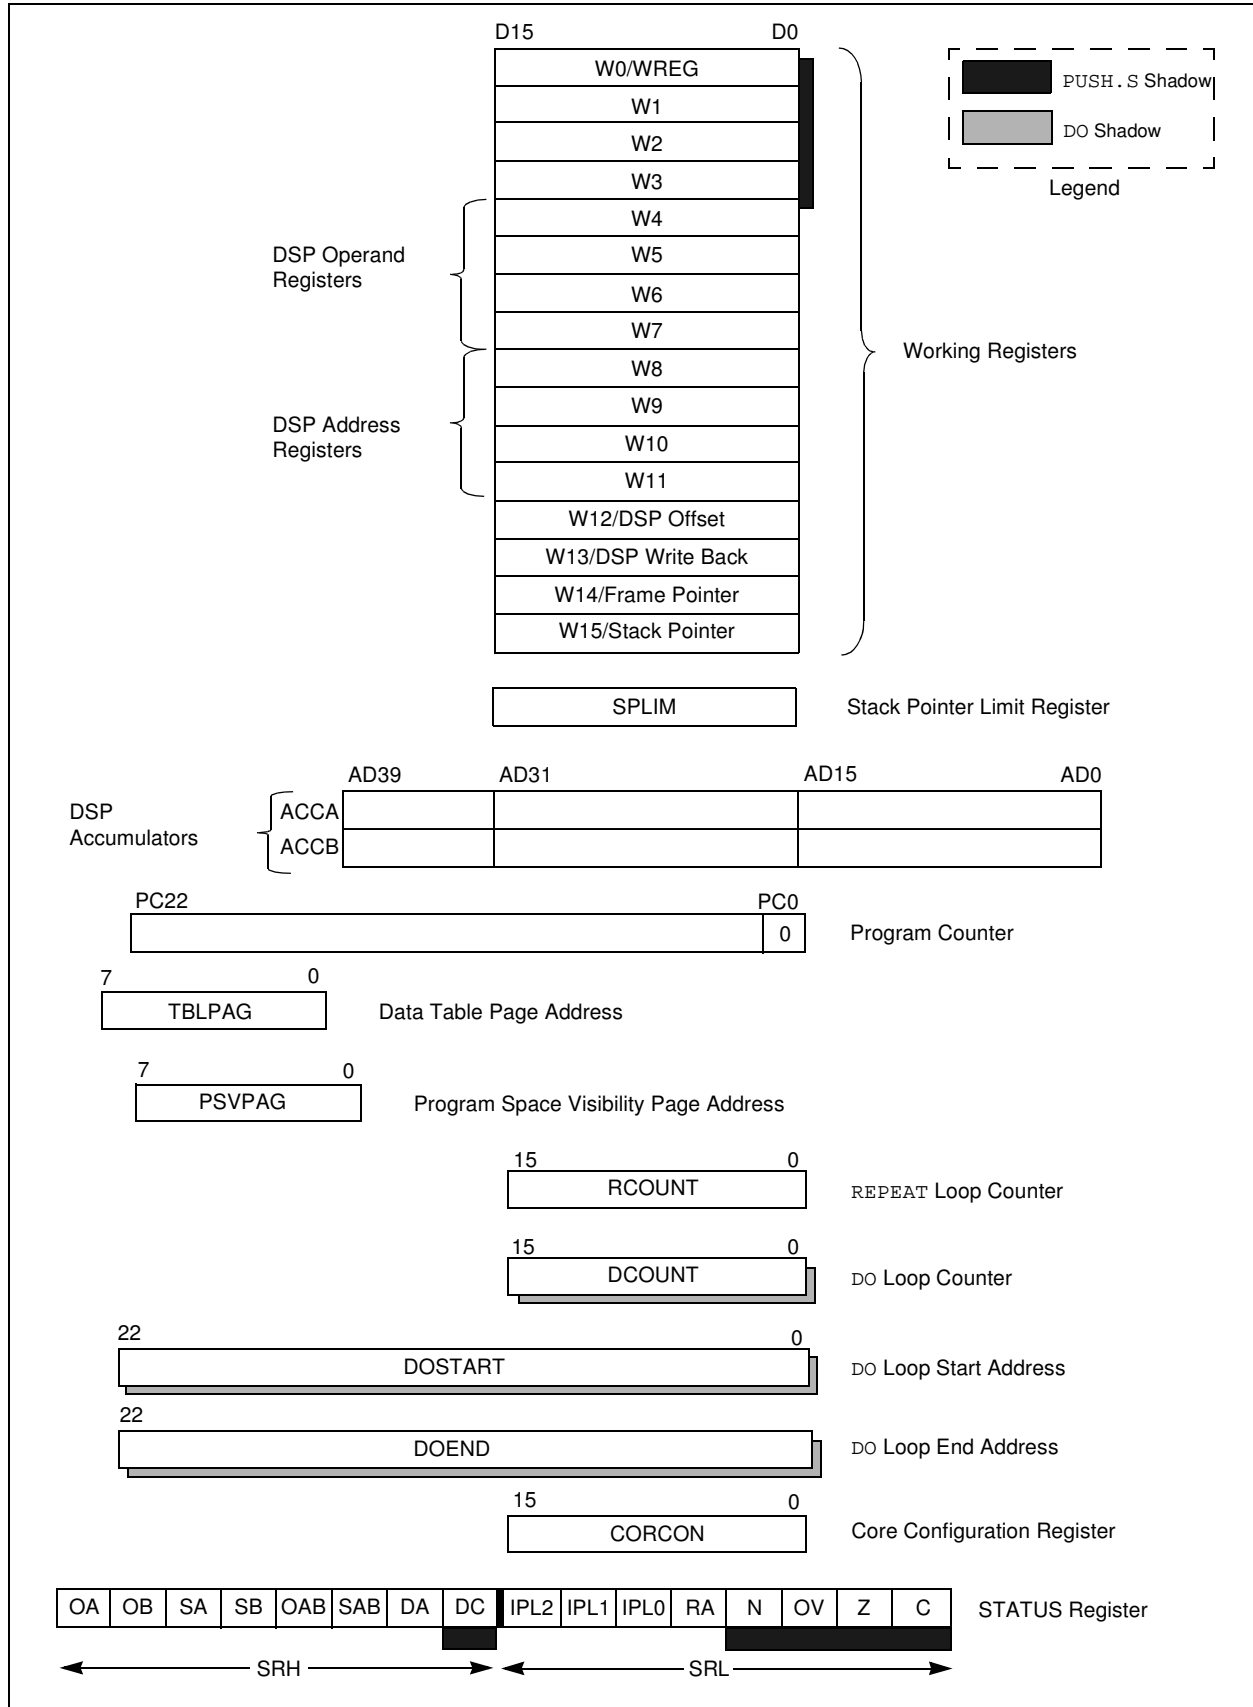 D15 D0
W0/WREG
W1
W2
W3
W4
W5
W6
W7
W8
W9
W10
W11
W12/DSP Offset
W13/DSP Write Back
W14/Frame Pointer
W15/Stack Pointer
PUSH.S Shadow
DO Shadow
Legend
DSP Operand
Registers
DSP Address
Registers
Working Registers
SPLIM
Stack Pointer Limit Register
AD39 AD31 AD15 AD0
DSP
Accumulators
ACCA
ACCB
PC22 PC0
0
Program Counter
7 0
TBLPAG
Data Table Page Address
7 0
PSVPAG
Program Space Visibility Page Address
15 0
RCOUNT
REPEAT Loop Counter
15 0
DCOUNT
DO Loop Counter
22 0
DOSTART
DO Loop Start Address
22
DOEND
DO Loop End Address
15 0
CORCON
Core Configuration Register
OA OB SA SB OAB SAB DA DC IPL2 IPL1 IPL0 RA N OV Z C
STATUS Register
SRH SRL